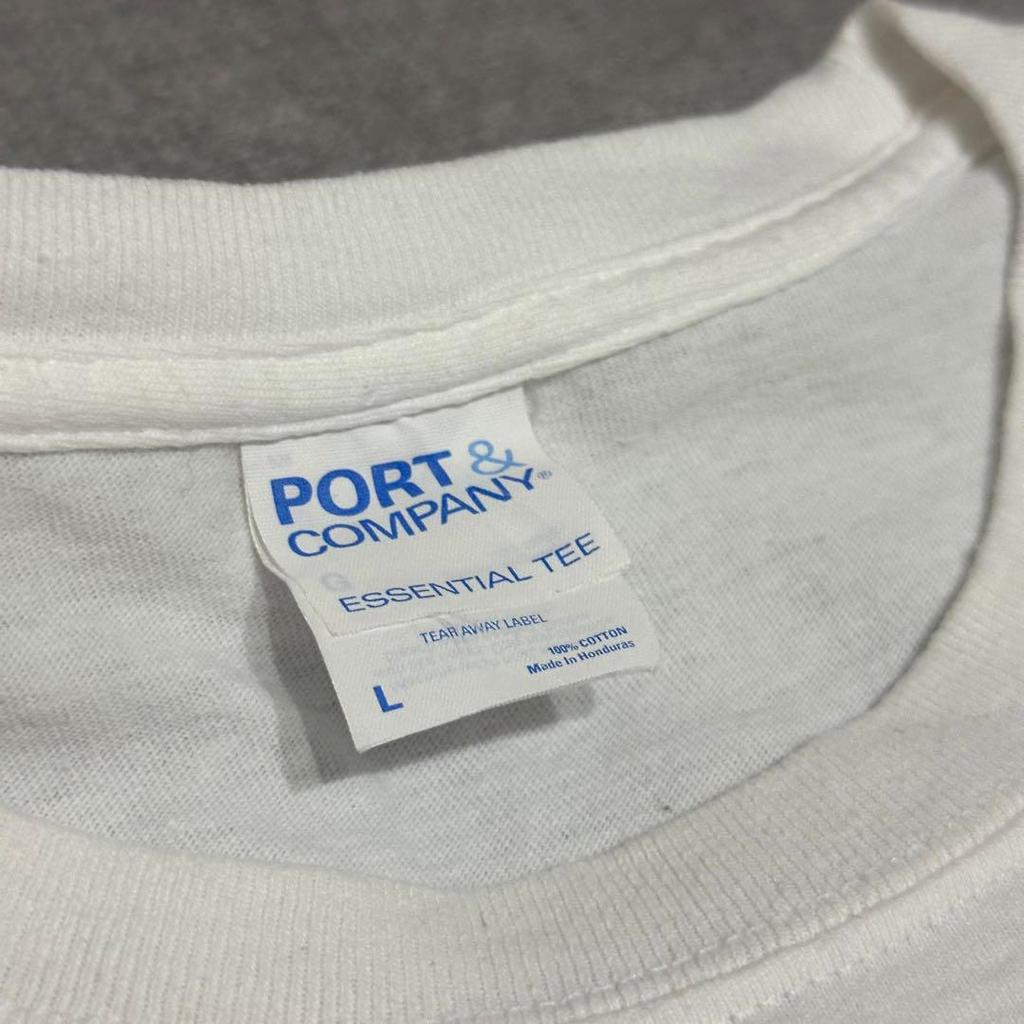 PORT &
COMPANY®
ESSENTIAL TEE
TEAR AWAY LABEL
100% COTTON
Made In Honduras
L